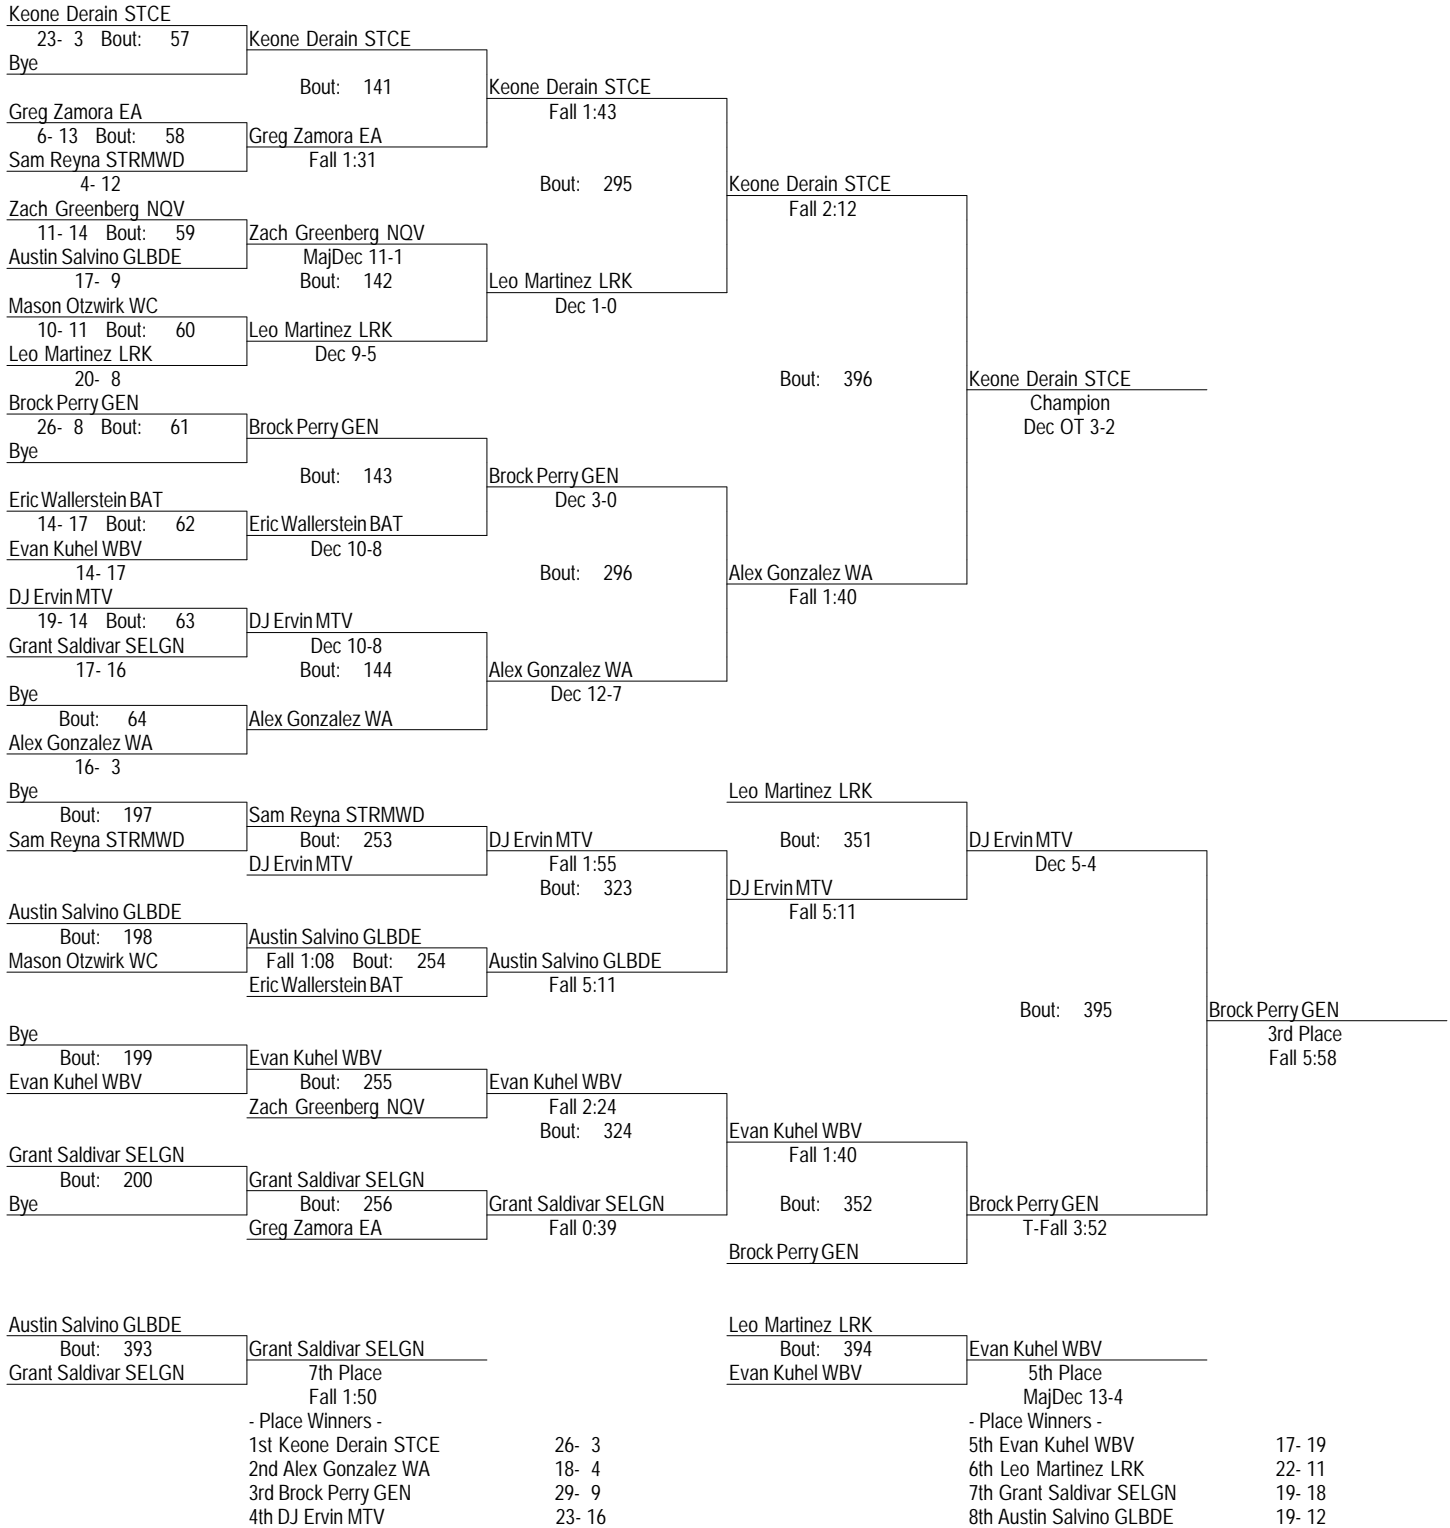 Keone Derain STCE
23- 3 Bout: 57 Keone Derain STCE
Bye
Bout: 141 Keone Derain STCE
Greg Zamora EA Fall 1:43
6- 13 Bout: 58 Greg Zamora EA
Sam Reyna STRMWD Fall 1:31
4- 12 Bout: 295 Keone Derain STCE
Zach Greenberg NQV Fall 2:12
11- 14 Bout: 59 Zach Greenberg NQV
Austin Salvino GLBDE MajDec 11-1
17- 9 Bout: 142 Leo Martinez LRK
Mason Otzwirk WC Dec 1-0
10- 11 Bout: 60 Leo Martinez LRK
Leo Martinez LRK Dec 9-5
20- 8 Bout: 396 Keone Derain STCE
Brock Perry GEN Champion
26- 8 Bout: 61 Brock Perry GEN Dec OT 3-2
Bye
Bout: 143 Brock Perry GEN
Eric Wallerstein BAT Dec 3-0
14- 17 Bout: 62 Eric Wallerstein BAT
Evan Kuhel WBV Dec 10-8
14- 17 Bout: 296 Alex Gonzalez WA
DJ Ervin MTV Fall 1:40
19- 14 Bout: 63 DJ Ervin MTV
Grant Saldivar SELGN Dec 10-8
17- 16 Bout: 144 Alex Gonzalez WA
Bye Dec 12-7
Bout: 64 Alex Gonzalez WA
Alex Gonzalez WA
16- 3
Bye Leo Martinez LRK
Bout: 197 Sam Reyna STRMWD
Sam Reyna STRMWD Bout: 253 DJ Ervin MTV Bout: 351 DJ Ervin MTV
DJ Ervin MTV Fall 1:55 Dec 5-4
Bout: 323 DJ Ervin MTV
Austin Salvino GLBDE Fall 5:11
Bout: 198 Austin Salvino GLBDE
Mason Otzwirk WC Fall 1:08 Bout: 254 Austin Salvino GLBDE
Eric Wallerstein BAT Fall 5:11
Bout: 395 Brock Perry GEN
Bye 3rd Place
Bout: 199 Evan Kuhel WBV Fall 5:58
Evan Kuhel WBV Bout: 255 Evan Kuhel WBV
Zach Greenberg NQV Fall 2:24
Bout: 324 Evan Kuhel WBV
Grant Saldivar SELGN Fall 1:40
Bout: 200 Grant Saldivar SELGN
Bye Bout: 256 Grant Saldivar SELGN Bout: 352 Brock Perry GEN
Greg Zamora EA Fall 0:39 T-Fall 3:52
Brock Perry GEN
Austin Salvino GLBDE Leo Martinez LRK
Bout: 393 Grant Saldivar SELGN Bout: 394 Evan Kuhel WBV
Grant Saldivar SELGN 7th Place Evan Kuhel WBV 5th Place
Fall 1:50 MajDec 13-4
- Place Winners - - Place Winners -
1st Keone Derain STCE 26- 3 5th Evan Kuhel WBV 17- 19
2nd Alex Gonzalez WA 18- 4 6th Leo Martinez LRK 22- 11
3rd Brock Perry GEN 29- 9 7th Grant Saldivar SELGN 19- 18
4th DJ Ervin MTV 23- 16 8th Austin Salvino GLBDE 19- 12